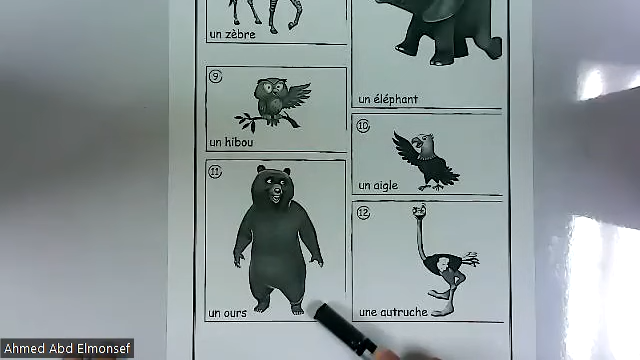 un zèbre
un éléphant
9
un hibou
10
un aigle
11
un ours
12
une autruche
Ahmed Abd Elmonsef